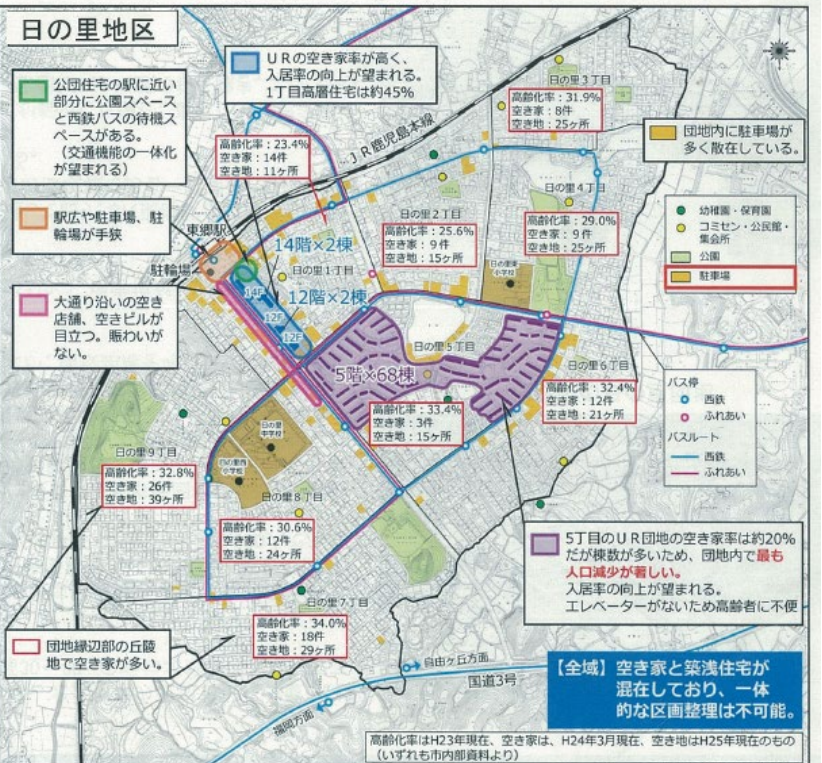 日の里地区
公団住宅の駅に近い
部分に公園スペース
と西鉄バスの待機ス
ペースがある。
(交通機能の一体化
が望まれる)
URの空き家率が高く、
入居率の向上が望まれる。
1丁目高層住宅は約45%
高齢化率:23.4%
空き家:14件
空き地:11ヶ所
JR鹿児島本線
日の里3丁目
高齢化率:31.9%
空き家:8件
空き地:25ヶ所
団地内に駐車場が
多く散在している。
駅広や駐車場、駐
輪場が手狭
東郷駅
駐輪場
14階×2棟
日の里1丁目
12階×2棟
14F
12F
12F
日の里2丁目
高齢化率:25.6%
空き家:9件
空き地:15ヶ所
日の里4丁目
高齢化率:29.0%
空き家:9件
空き地:25ヶ所
日の里東
小学校
幼稚園・保育園
コミセン・公民館・
集会所
公園
駐車場
大通り沿いの空き
店舗、空きビルが
目立つ。賑わいが
ない。
日の里5丁目
5階×68棟
高齢化率:33.4%
空き家:3件
空き地:15ヶ所
日の里6丁目
高齢化率:32.4%
空き家:12件
空き地:21ヶ所
バス停
西鉄
ふれあい
バスルート
西鉄
ふれあい
日の里9丁目
高齢化率:32.8%
空き家:26件
空き地:39ヶ所
日の里
中学校
日の里西
小学校
日の里8丁目
高齢化率:30.6%
空き家:12件
空き地:24ヶ所
5丁目のUR団地の空き家率は約20%
だが棟数が多いため、団地内で最も
人口減少が著しい。
入居率の向上が望まれる。
エレベーターがないため高齢者に不便
日の里7丁目
高齢化率:34.0%
空き家:18件
空き地:29ヶ所
団地縁辺部の丘陵
地で空き家が多い。
自由ヶ丘方面
国道3号
福岡方面
【全域】空き家と築浅住宅が
混在しており、一体
的な区画整理は不可能。
高齢化率はH23年現在、空き家は、H24年3月現在、空き地はH25年現在のもの
(いずれも市内部資料より)